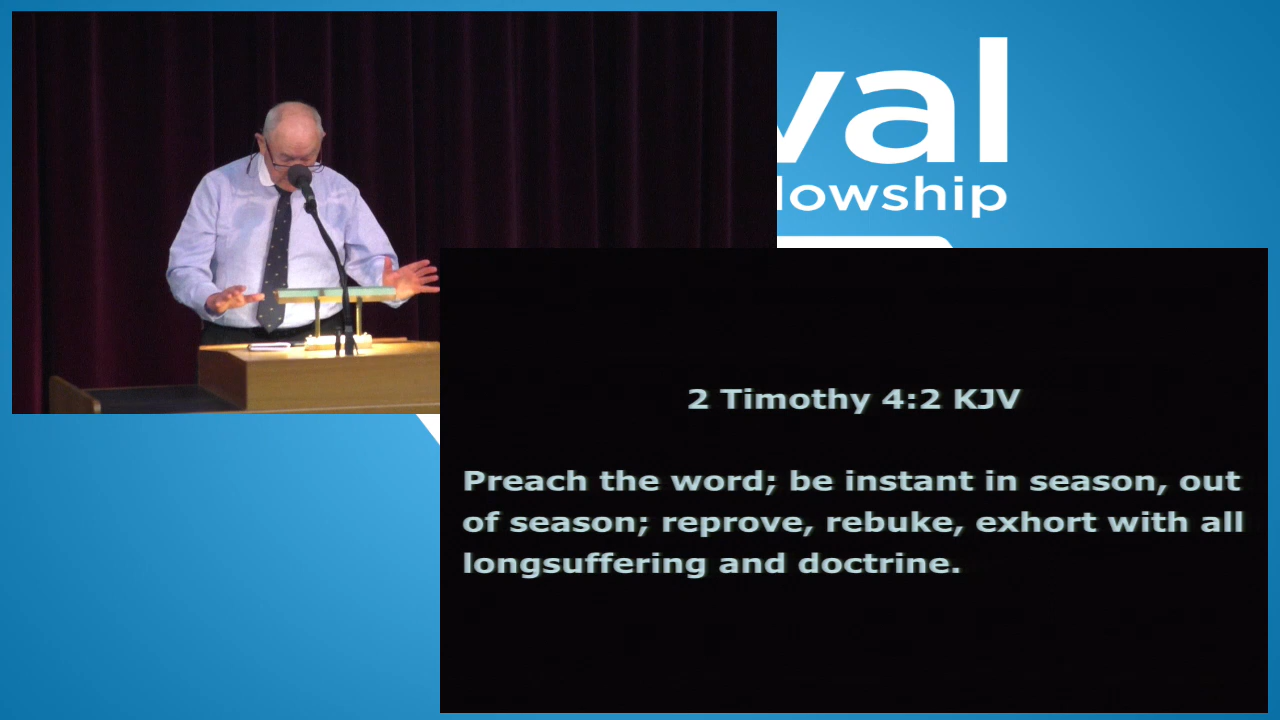 val
lowship
2 Timothy 4:2 KJV
Preach the word; be instant in season, out
of season; reprove, rebuke, exhort with all
longsuffering and doctrine.